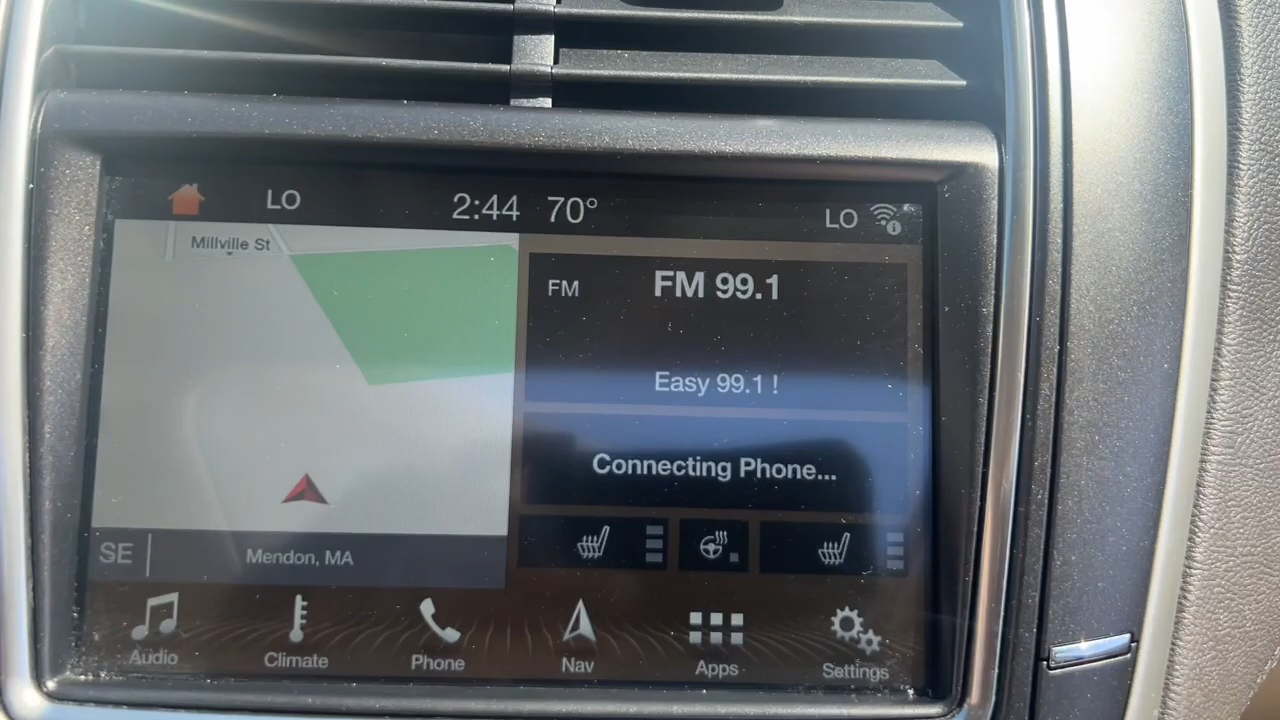 LO 2:44 70° LO
Millville St
FM FM 99.1
Easy 99.1 !
Connecting Phone...
SE Mendon, MA
Audio Climate Phone Nav Apps Settings